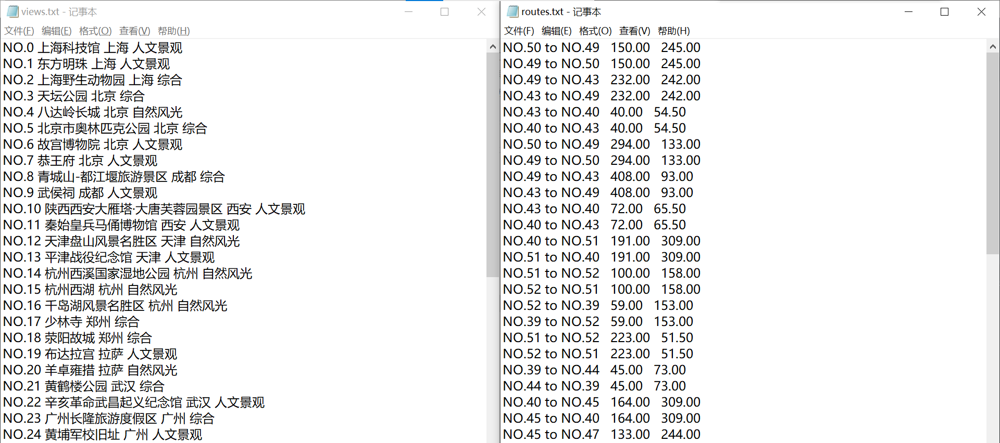 views.txt - 记事本
文件(F) 编辑(E) 格式(O) 查看(V) 帮助(H)
NO.0 上海科技馆 上海 人文景观
NO.1 东方明珠 上海 人文景观
NO.2 上海野生动物园 上海 综合
NO.3 天坛公园 北京 综合
NO.4 八达岭长城 北京 自然风光
NO.5 北京市奥林匹克公园 北京 综合
NO.6 故宫博物院 北京 人文景观
NO.7 恭王府 北京 人文景观
NO.8 青城山-都江堰旅游景区 成都 综合
NO.9 武侯祠 成都 人文景观
NO.10 陕西西安大雁塔·大唐芙蓉园景区 西安 人文景观
NO.11 秦始皇兵马俑博物馆 西安 人文景观
NO.12 天津盘山风景名胜区 天津 自然风光
NO.13 平津战役纪念馆 天津 人文景观
NO.14 杭州西溪国家湿地公园 杭州 自然风光
NO.15 杭州西湖 杭州 自然风光
NO.16 千岛湖风景名胜区 杭州 自然风光
NO.17 少林寺 郑州 综合
NO.18 荥阳故城 郑州 综合
NO.19 布达拉宫 拉萨 人文景观
NO.20 羊卓雍措 拉萨 自然风光
NO.21 黄鹤楼公园 武汉 综合
NO.22 辛亥革命武昌起义纪念馆 武汉 人文景观
NO.23 广州长隆旅游度假区 广州 综合
NO.24 黄埔军校旧址 广州 人文景观
routes.txt - 记事本
文件(F) 编辑(E) 格式(O) 查看(V) 帮助(H)
NO.50 to NO.49 150.00 245.00
NO.49 to NO.50 150.00 245.00
NO.49 to NO.43 232.00 242.00
NO.43 to NO.49 232.00 242.00
NO.43 to NO.40 40.00 54.50
NO.40 to NO.43 40.00 54.50
NO.50 to NO.49 294.00 133.00
NO.49 to NO.50 294.00 133.00
NO.49 to NO.43 408.00 93.00
NO.43 to NO.49 408.00 93.00
NO.43 to NO.40 72.00 65.50
NO.40 to NO.43 72.00 65.50
NO.40 to NO.51 191.00 309.00
NO.51 to NO.40 191.00 309.00
NO.51 to NO.52 100.00 158.00
NO.52 to NO.51 100.00 158.00
NO.52 to NO.39 59.00 153.00
NO.39 to NO.52 59.00 153.00
NO.51 to NO.52 223.00 51.50
NO.52 to NO.51 223.00 51.50
NO.39 to NO.44 45.00 73.00
NO.44 to NO.39 45.00 73.00
NO.40 to NO.45 164.00 309.00
NO.45 to NO.40 164.00 309.00
NO.45 to NO.47 133.00 244.00